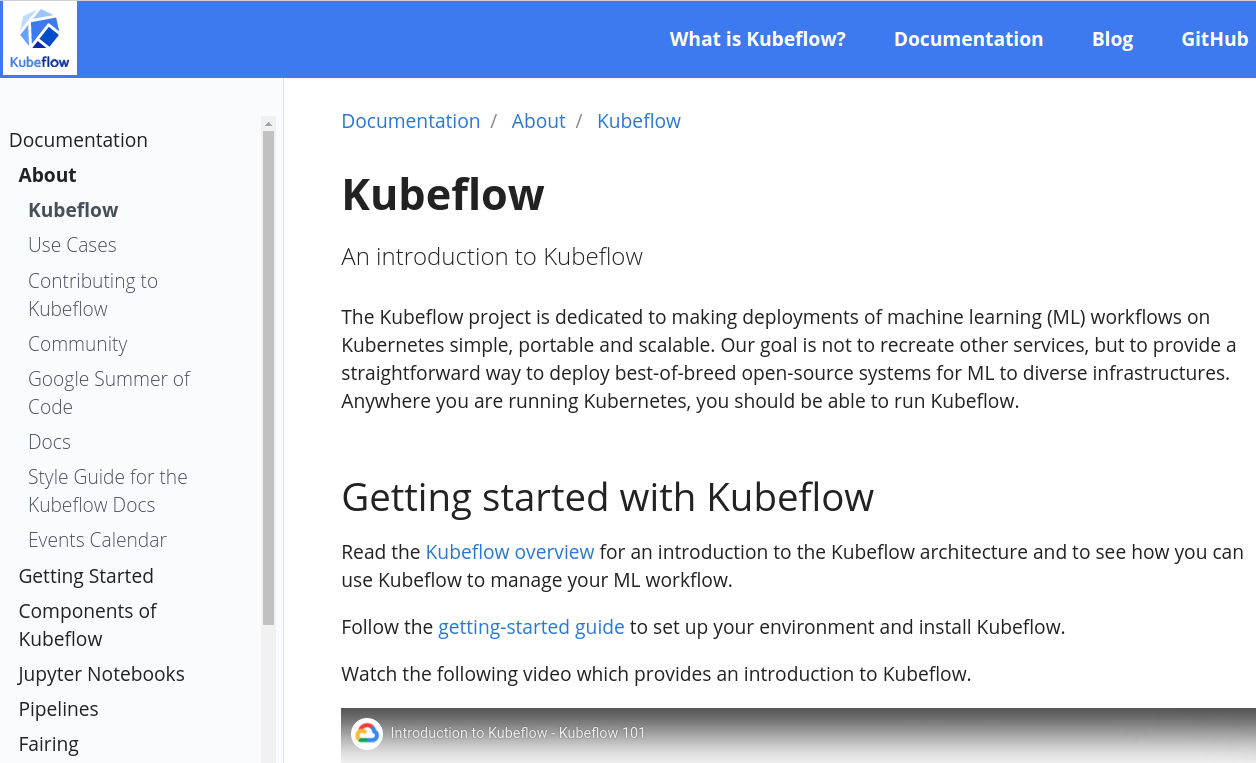 Kubeflow
What is Kubeflow?
Documentation
Blog
GitHub
Documentation
About
Kubeflow
Use Cases
Contributing to
Kubeflow
Community
Google Summer of
Code
Docs
Style Guide for the
Kubeflow Docs
Events Calendar
Getting Started
Components of
Kubeflow
Jupyter Notebooks
Pipelines
Fairing
Documentation / About / Kubeflow
Kubeflow
An introduction to Kubeflow
The Kubeflow project is dedicated to making deployments of machine learning (ML) workflows on
Kubernetes simple, portable and scalable. Our goal is not to recreate other services, but to provide a
straightforward way to deploy best-of-breed open-source systems for ML to diverse infrastructures.
Anywhere you are running Kubernetes, you should be able to run Kubeflow.
Getting started with Kubeflow
Read the Kubeflow overview for an introduction to the Kubeflow architecture and to see how you can
use Kubeflow to manage your ML workflow.
Follow the getting-started guide to set up your environment and install Kubeflow.
Watch the following video which provides an introduction to Kubeflow.
Introduction to Kubeflow - Kubeflow 101